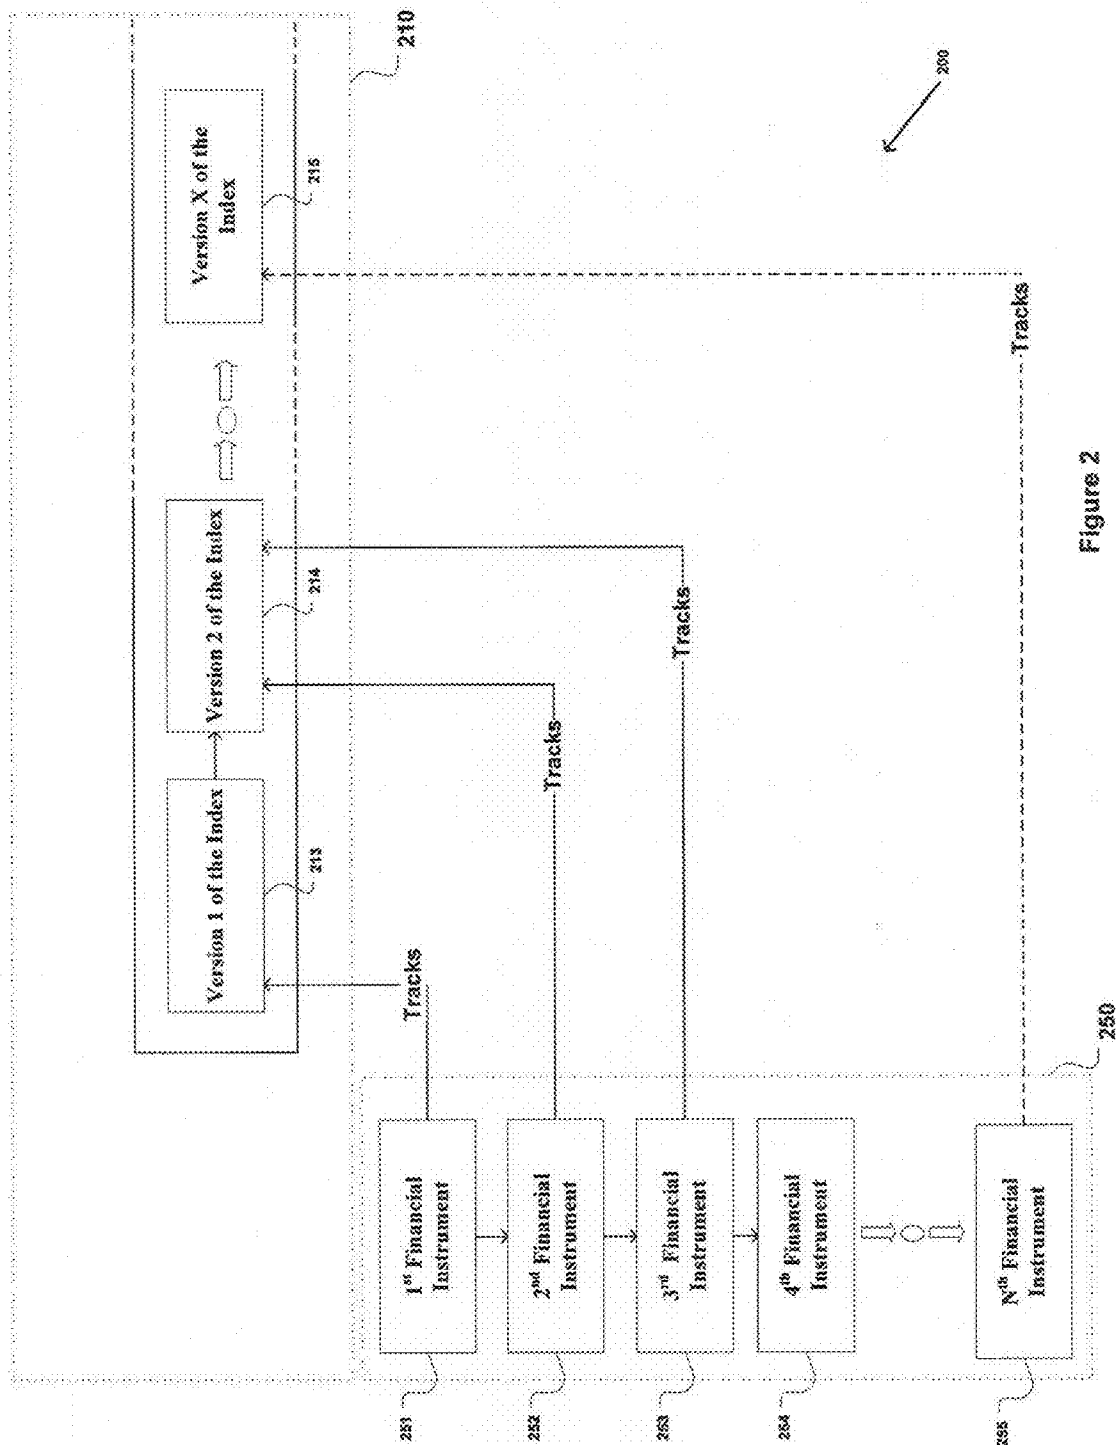 Version 1 of the Index
Version 2 of the Index
Version X of the
Index
213
214
215
210
251
1st Financial
Instrument
Tracks
252
2nd Financial
Instrument
Tracks
253
3rd Financial
Instrument
Tracks
254
4th Financial
Instrument
200
255
Nth Financial
Instrument
Tracks
250
Figure 2